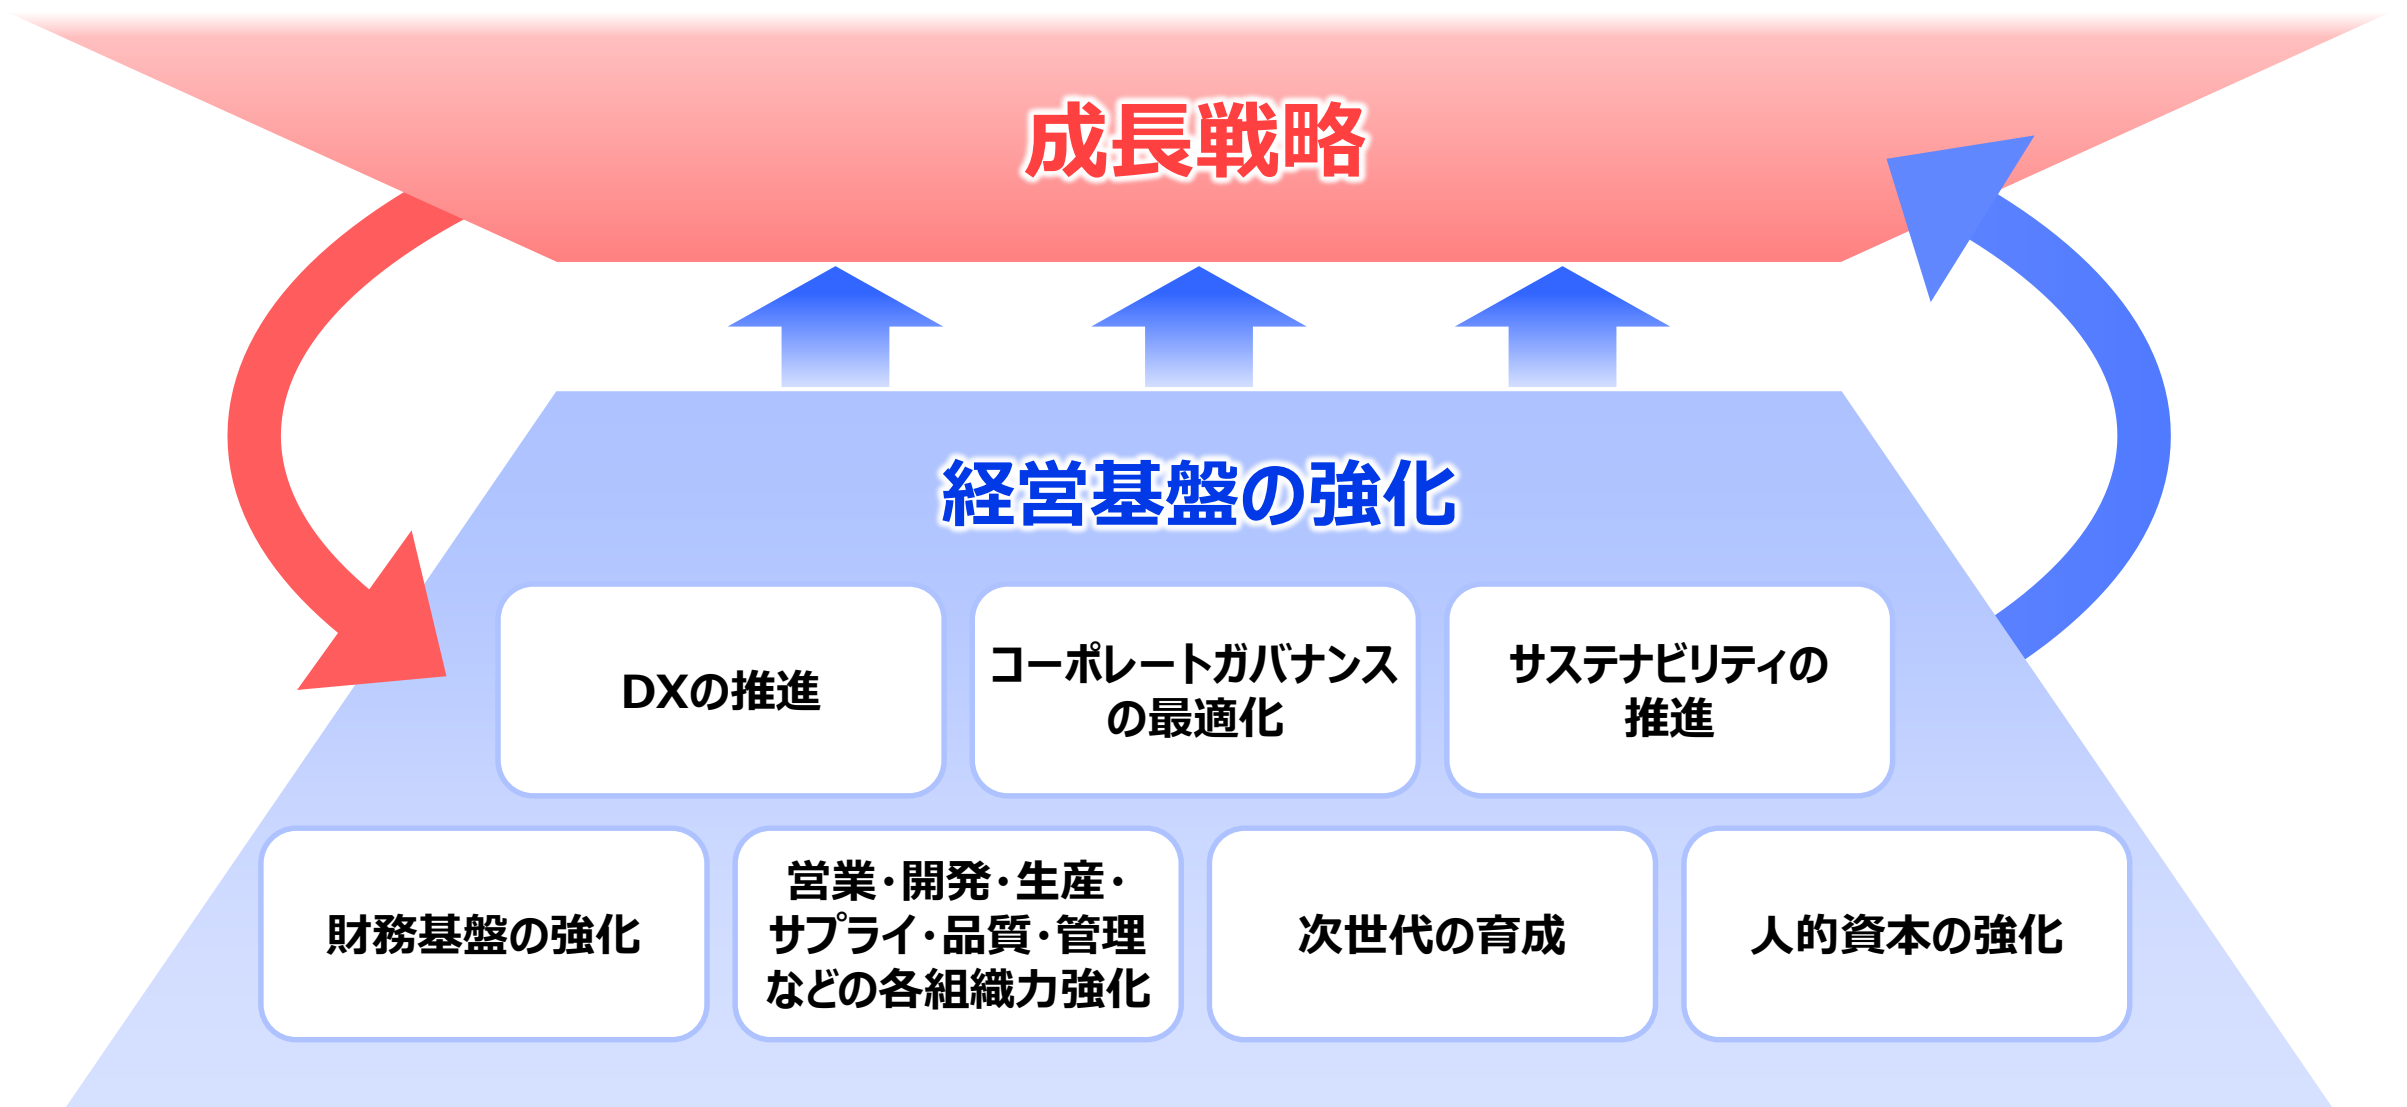 成長戦略
経営基盤の強化
DXの推進
コーポレートガバナンス
の最適化
サステナビリティの
推進
財務基盤の強化
営業・開発・生産・
サプライ・品質・管理
などの各組織力強化
次世代の育成
人的資本の強化